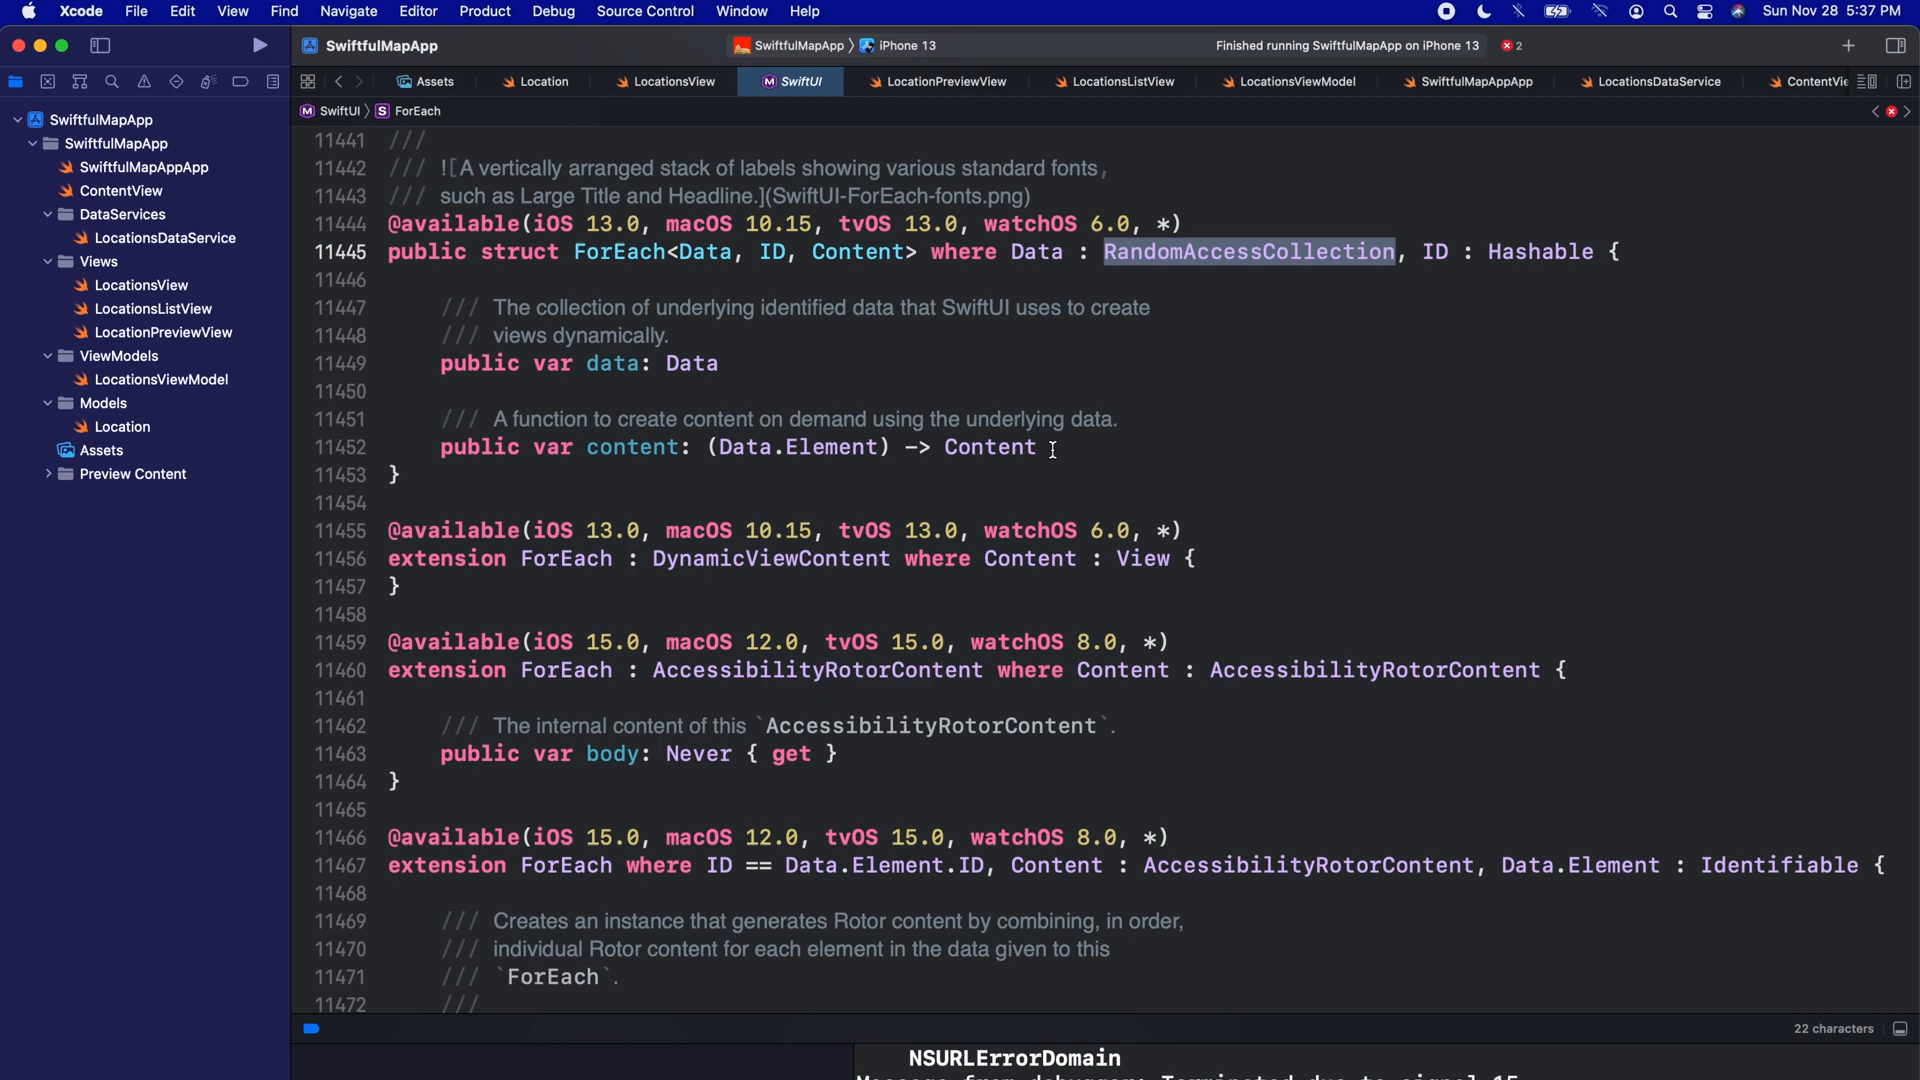 Xcode File Edit View Find Navigate Editor Product Debug Source Control Window Help Sun Nov 28 5:37 PM
SwiftfulMapApp SwiftfulMapApp iPhone 13 Finished running SwiftfulMapApp on iPhone 13 2
Assets Location LocationsView SwiftUI LocationPreviewView LocationsListView LocationsViewModel SwiftfulMapAppApp LocationsDataService ContentVie
SwiftUI ForEach
SwiftfulMapApp
SwiftfulMapApp
SwiftfulMapAppApp
ContentView
DataServices
LocationsDataService
Views
LocationsView
LocationsListView
LocationPreviewView
ViewModels
LocationsViewModel
Models
Location
Assets
Preview Content
11441 ///
11442 /// ![A vertically arranged stack of labels showing various standard fonts,
11443 /// such as Large Title and Headline.](SwiftUI-ForEach-fonts.png)
11444 @available(iOS 13.0, macOS 10.15, tvOS 13.0, watchOS 6.0, *)
11445 public struct ForEach<Data, ID, Content> where Data : RandomAccessCollection, ID : Hashable {
11446
11447 /// The collection of underlying identified data that SwiftUI uses to create
11448 /// views dynamically.
11449 public var data: Data
11450
11451 /// A function to create content on demand using the underlying data.
11452 public var content: (Data.Element) -> Content
11453 }
11454
11455 @available(iOS 13.0, macOS 10.15, tvOS 13.0, watchOS 6.0, *)
11456 extension ForEach : DynamicViewContent where Content : View {
11457 }
11458
11459 @available(iOS 15.0, macOS 12.0, tvOS 15.0, watchOS 8.0, *)
11460 extension ForEach : AccessibilityRotorContent where Content : AccessibilityRotorContent {
11461
11462 /// The internal content of this `AccessibilityRotorContent`.
11463 public var body: Never { get }
11464 }
11465
11466 @available(iOS 15.0, macOS 12.0, tvOS 15.0, watchOS 8.0, *)
11467 extension ForEach where ID == Data.Element.ID, Content : AccessibilityRotorContent, Data.Element : Identifiable {
11468
11469 /// Creates an instance that generates Rotor content by combining, in order,
11470 /// individual Rotor content for each element in the data given to this
11471 /// `ForEach`.
11472 ///
22 characters
NSURLErrorDomain
Message from debugger: Terminated due to signal 15